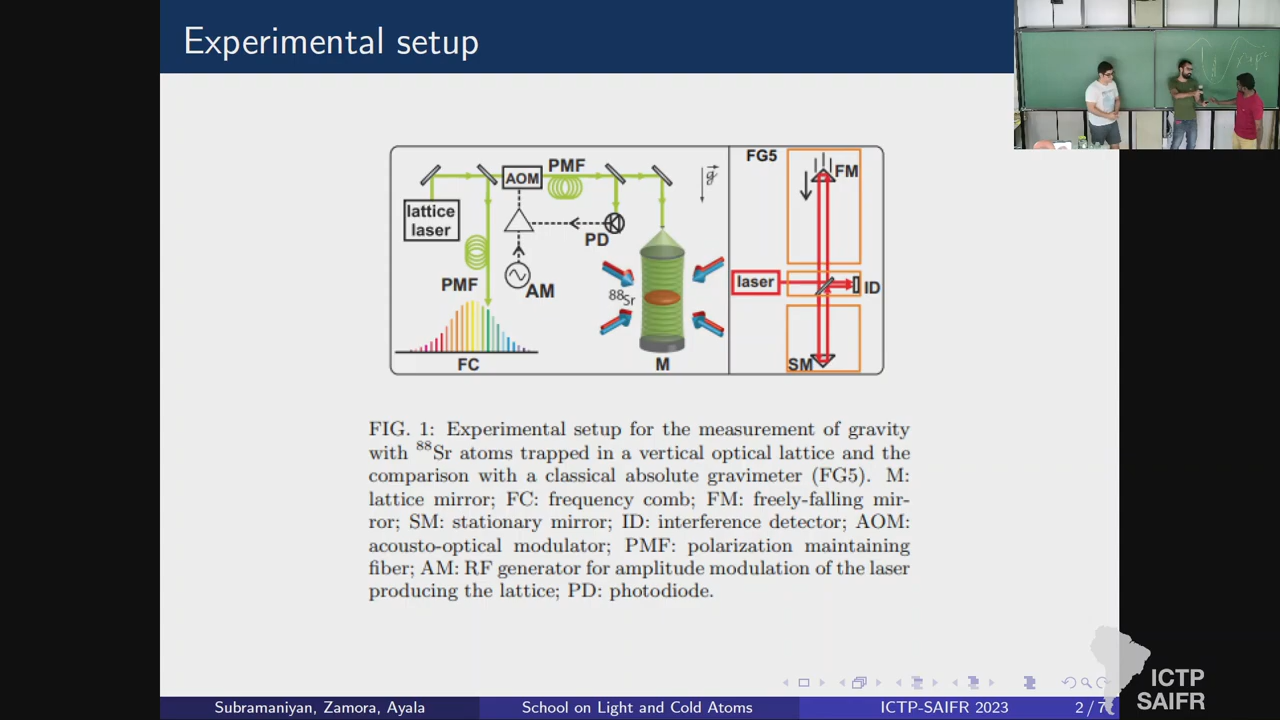 Experimental setup
lattice
laser
AOM
PMF
PD
AM
PMF
FC
88Sr
M
g
FG5
FM
laser
ID
SM
FIG. 1: Experimental setup for the measurement of gravity
with 88Sr atoms trapped in a vertical optical lattice and the
comparison with a classical absolute gravimeter (FG5). M:
lattice mirror; FC: frequency comb; FM: freely-falling mir-
ror; SM: stationary mirror; ID: interference detector; AOM:
acousto-optical modulator; PMF: polarization maintaining
fiber; AM: RF generator for amplitude modulation of the laser
producing the lattice; PD: photodiode.
Subramaniyan, Zamora, Ayala
School on Light and Cold Atoms
ICTP-SAIFR 2023
2 / 7
ICTP
SAIFR